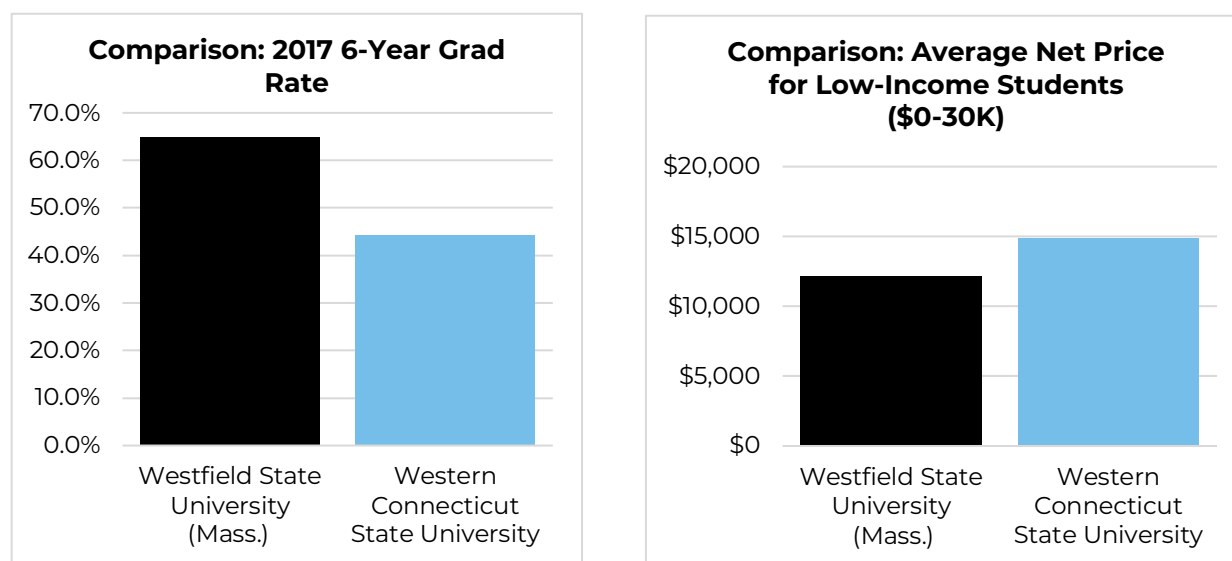 Comparison: 2017 6-Year Grad
Rate
70.0%
60.0%
50.0%
40.0%
30.0%
20.0%
10.0%
0.0%
Westfield State
University
(Mass.)
Western
Connecticut
State University
Comparison: Average Net Price
for Low-Income Students
($0-30K)
$20,000
$15,000
$10,000
$5,000
$0
Westfield State
University
(Mass.)
Western
Connecticut
State University